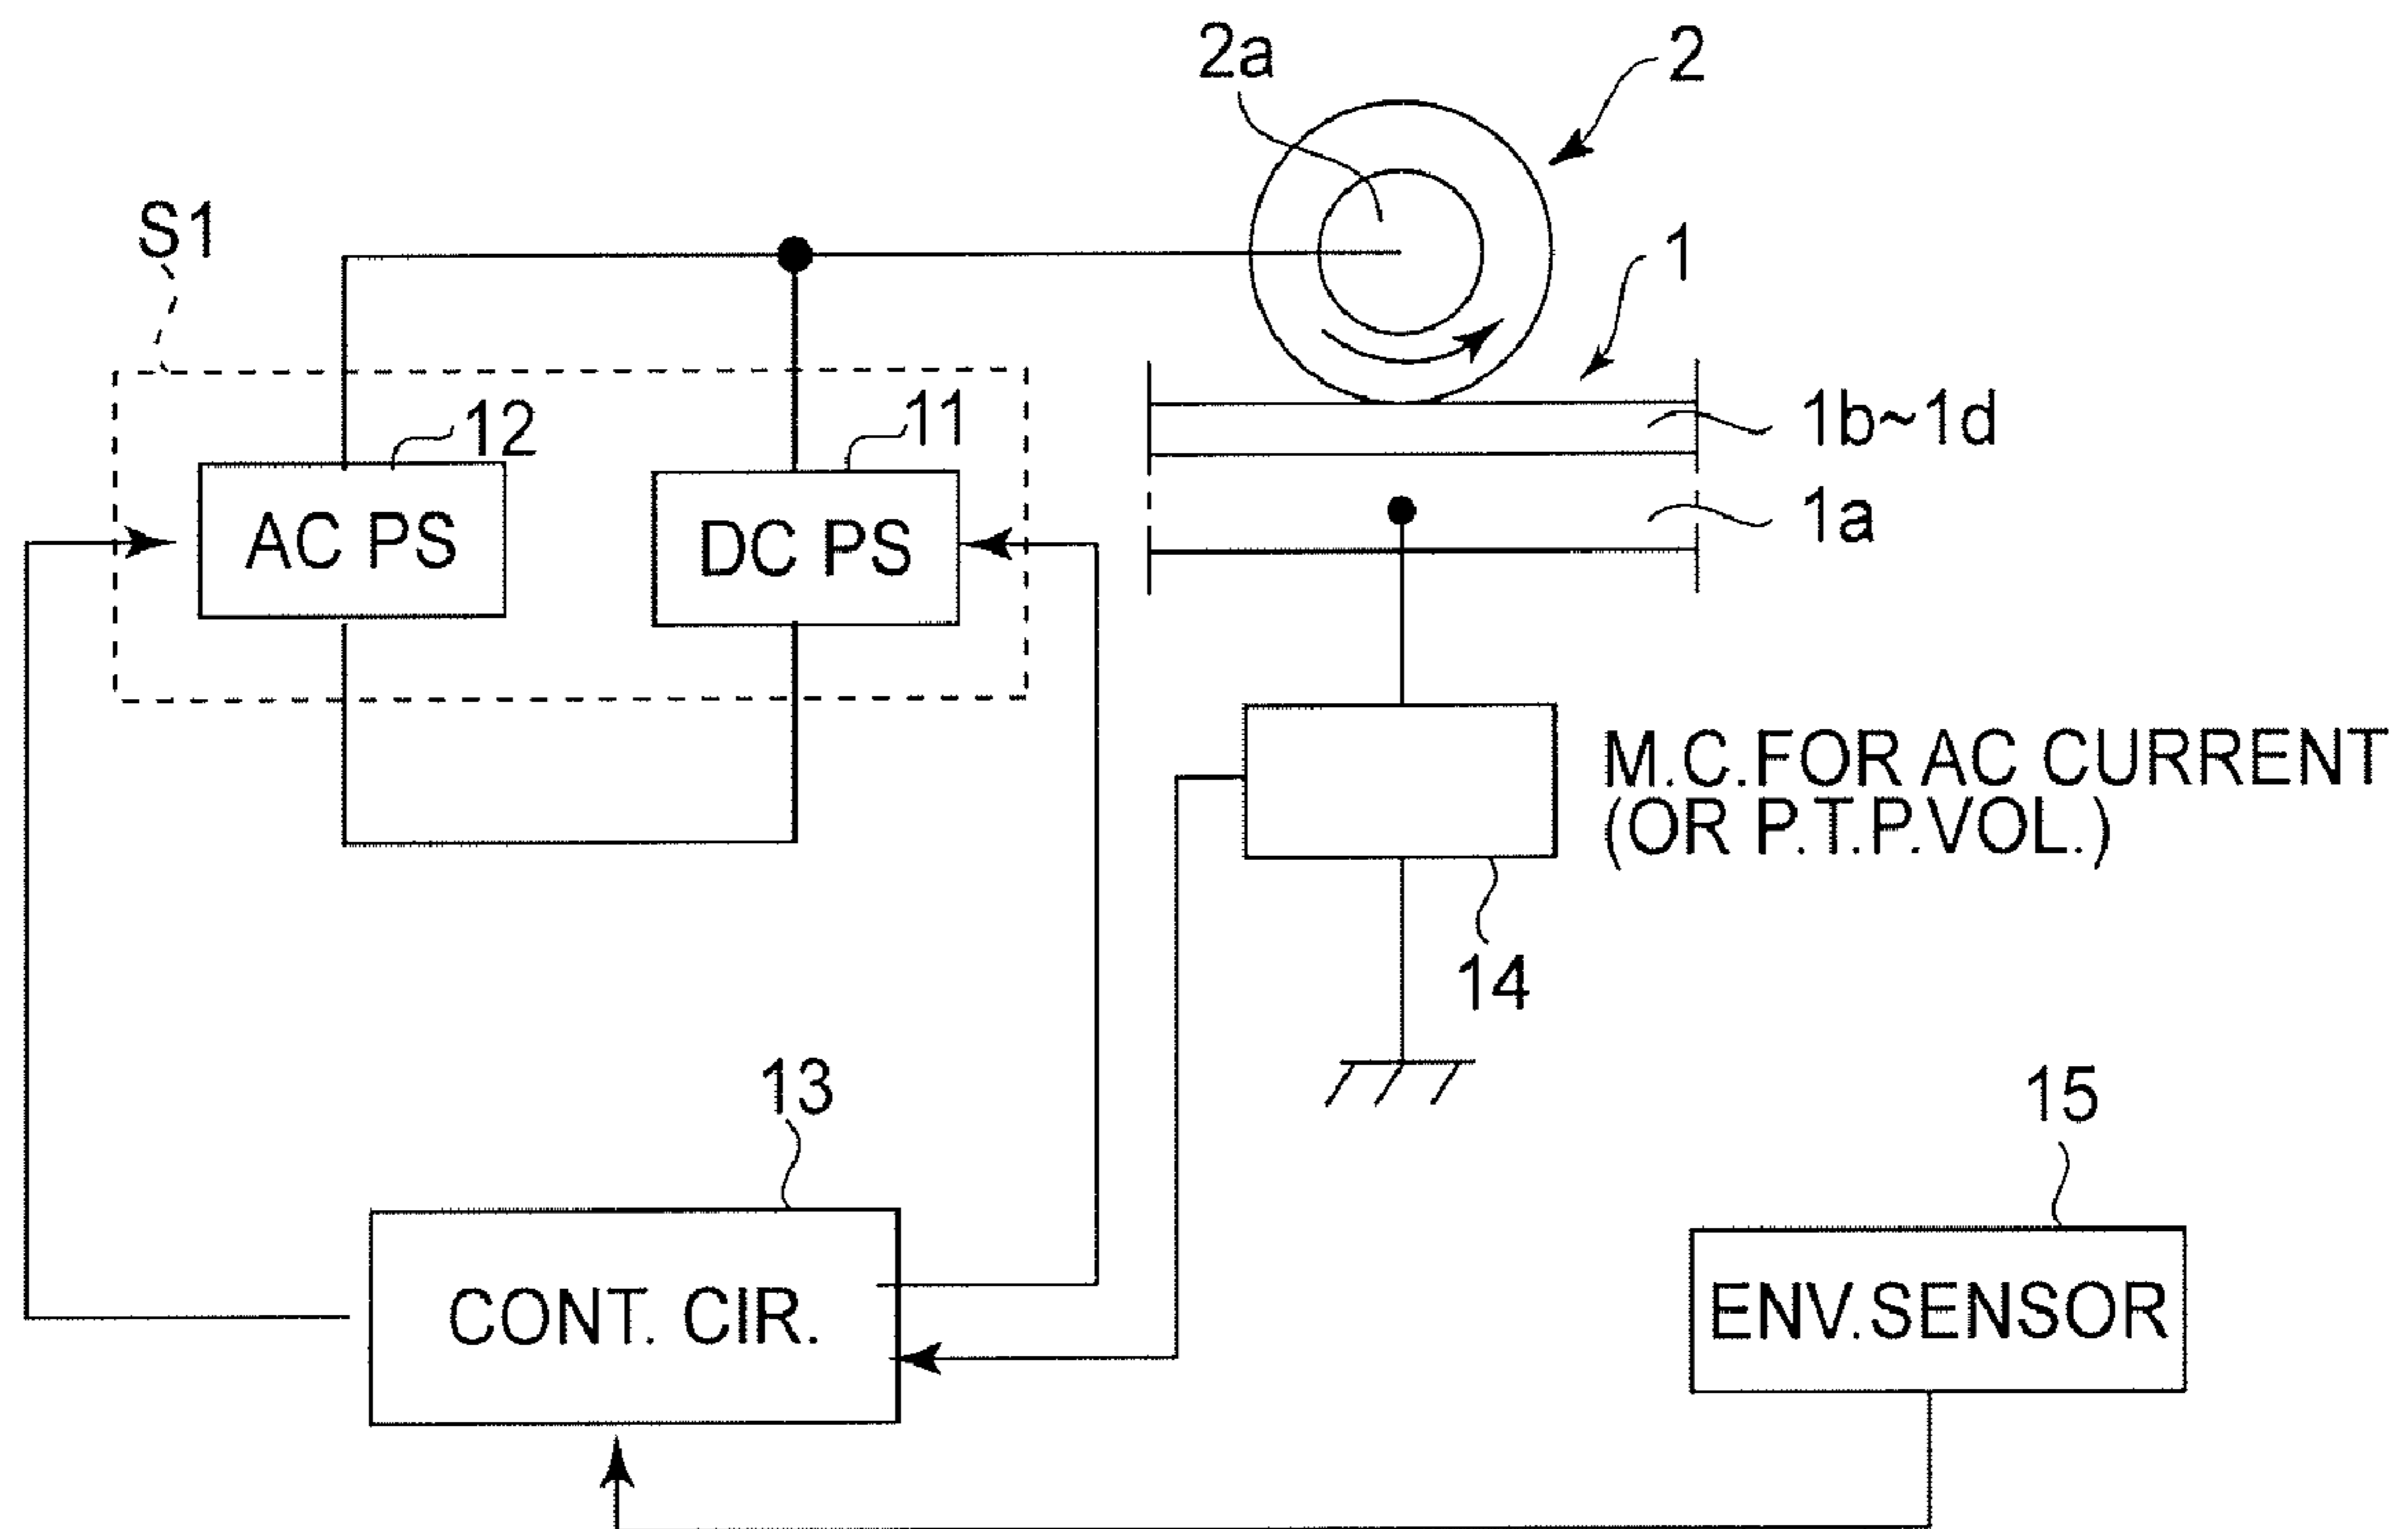 2a
2
S1
1
12
11
1b~1d
AC PS
DC PS
1a
M.C.FOR AC CURRENT
(OR P.T.P.VOL.)
14
13
15
CONT. CIR.
ENV.SENSOR